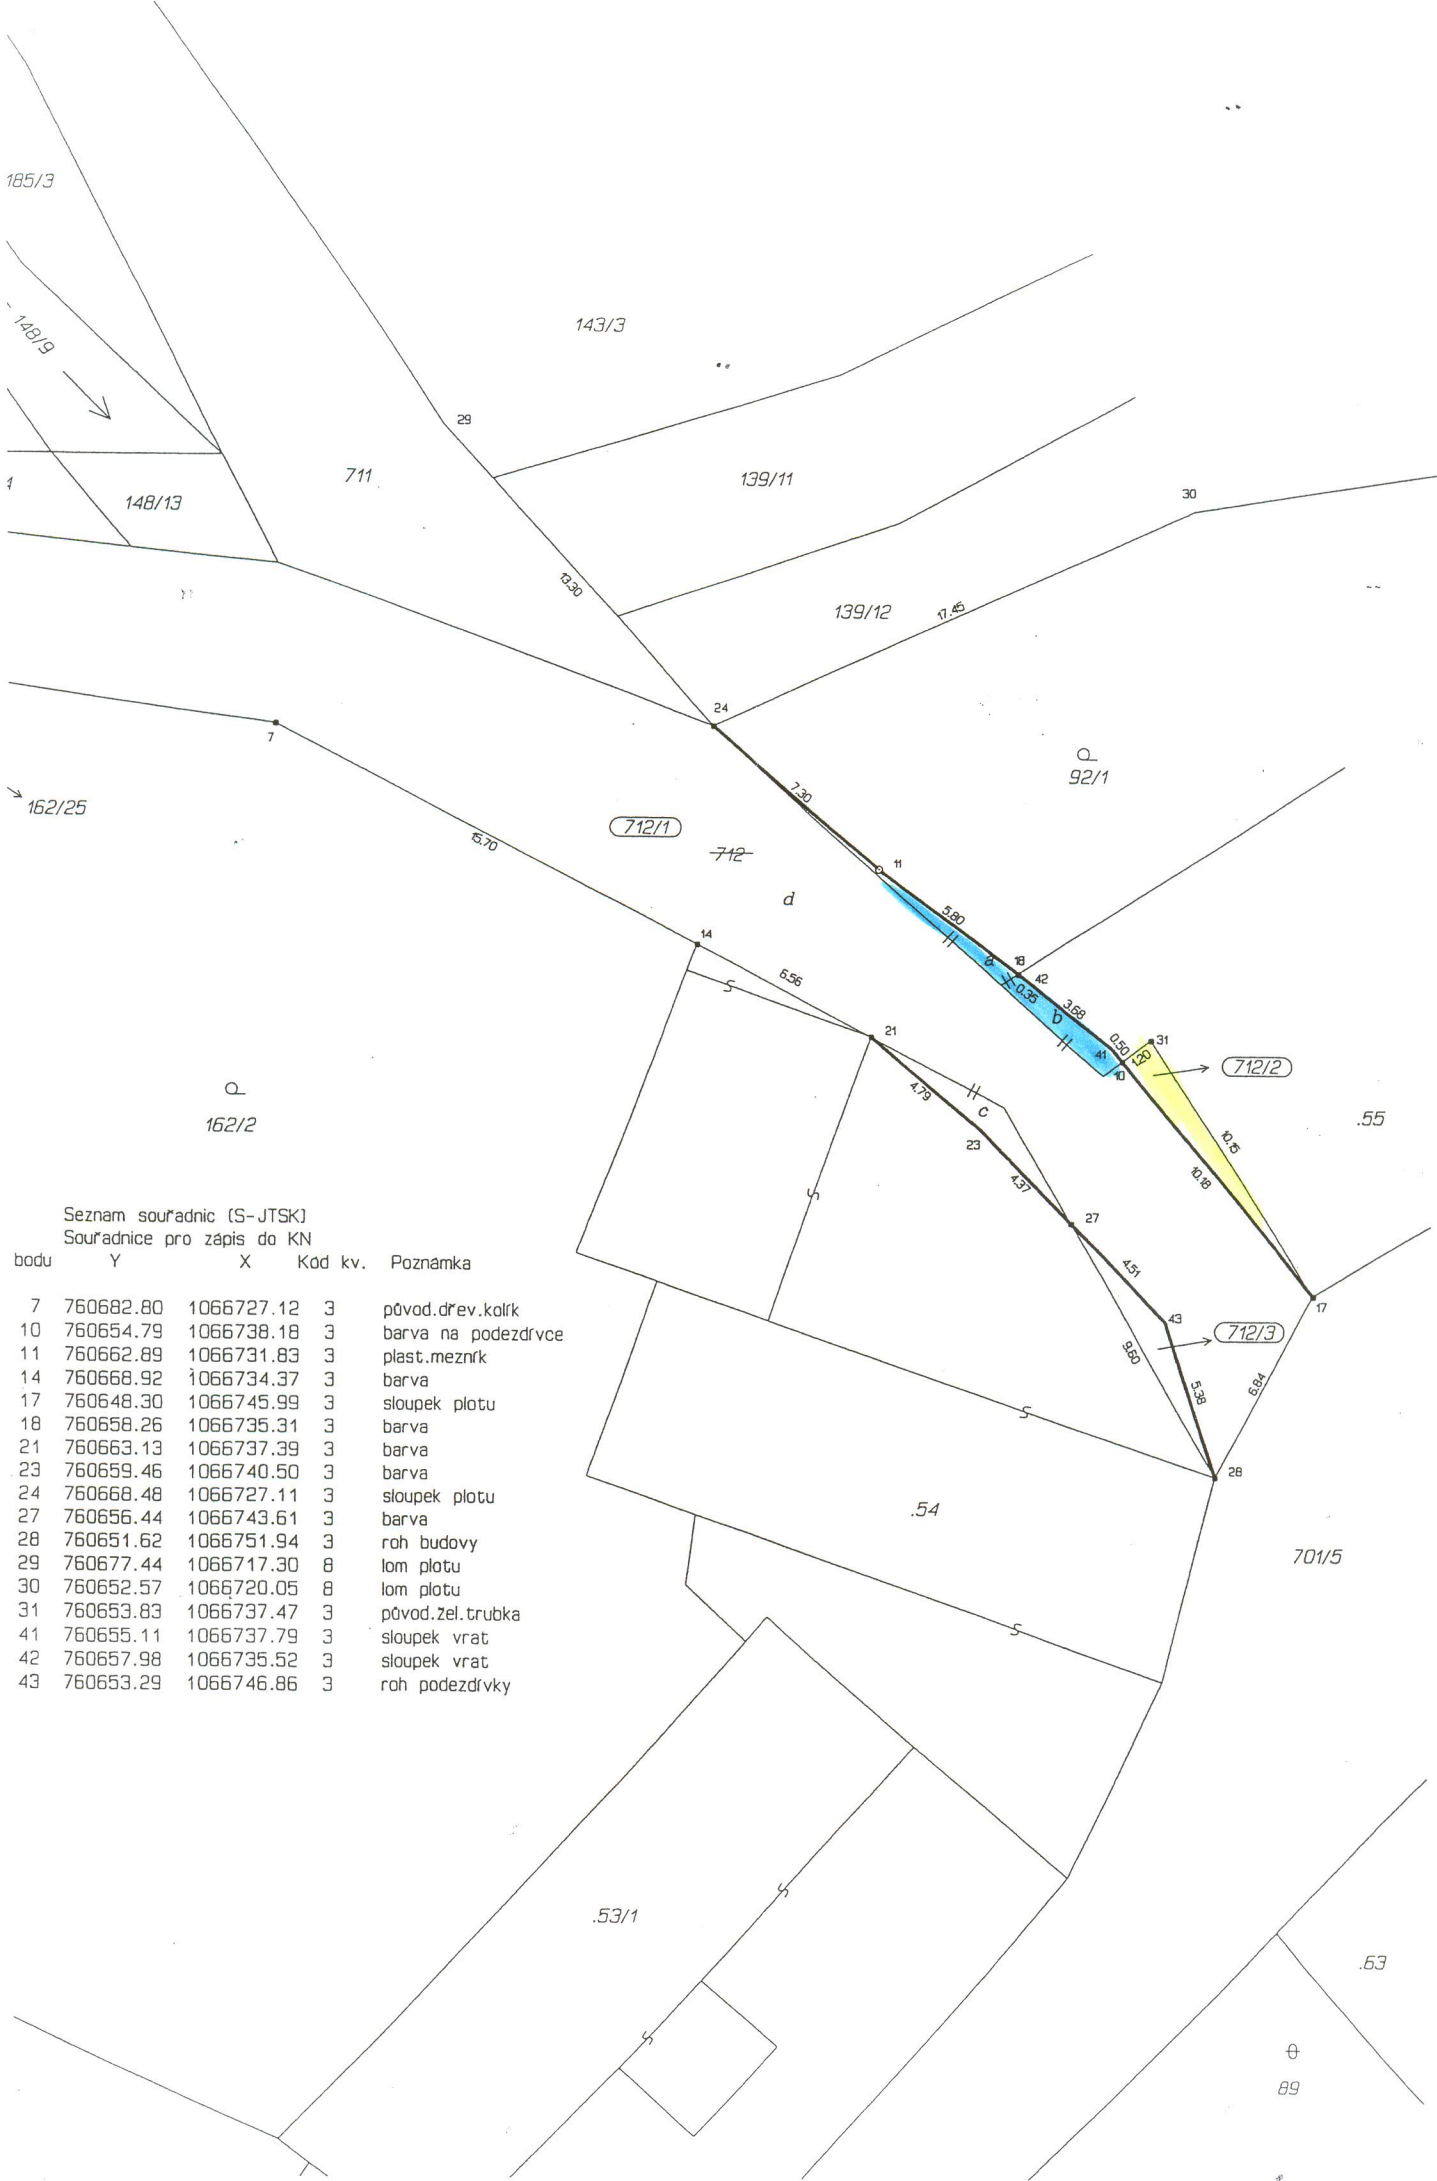 185/3
148/9
143/3
29
711
139/11
4
148/13
30
13.30
139/12
17.45
24
7
92/1
162/25
7.30
712/1
15.70
712
11
d
5.80
14
a
18
6.56
42
0.35
3.68
b
21
0.50
31
41
1.20
10
712/2
162/2
4.79
c
.55
23
10.15
4.37
10.18
27
Seznam souřadnic (S-JTSK)
Souřadnice pro zápis do KN
bodu Y X Kód kv. Poznámka
7 760682.80 1066727.12 3 původ.dřev.kolík
10 760654.79 1066738.18 3 barva na podezdívce
11 760662.89 1066731.83 3 plast.mezník
14 760668.92 1066734.37 3 barva
17 760648.30 1066745.99 3 sloupek plotu
18 760658.26 1066735.31 3 barva
21 760663.13 1066737.39 3 barva
23 760659.46 1066740.50 3 barva
24 760668.48 1066727.11 3 sloupek plotu
27 760656.44 1066743.61 3 barva
28 760651.62 1066751.94 3 roh budovy
29 760677.44 1066717.30 8 lom plotu
30 760652.57 1066720.05 8 lom plotu
31 760653.83 1066737.47 3 původ.žel.trubka
41 760655.11 1066737.79 3 sloupek vrat
42 760657.98 1066735.52 3 sloupek vrat
43 760653.29 1066746.86 3 roh podezdívky
4.51
17
43
712/3
9.60
5.38
6.84
28
.54
701/5
.53/1
.63
89